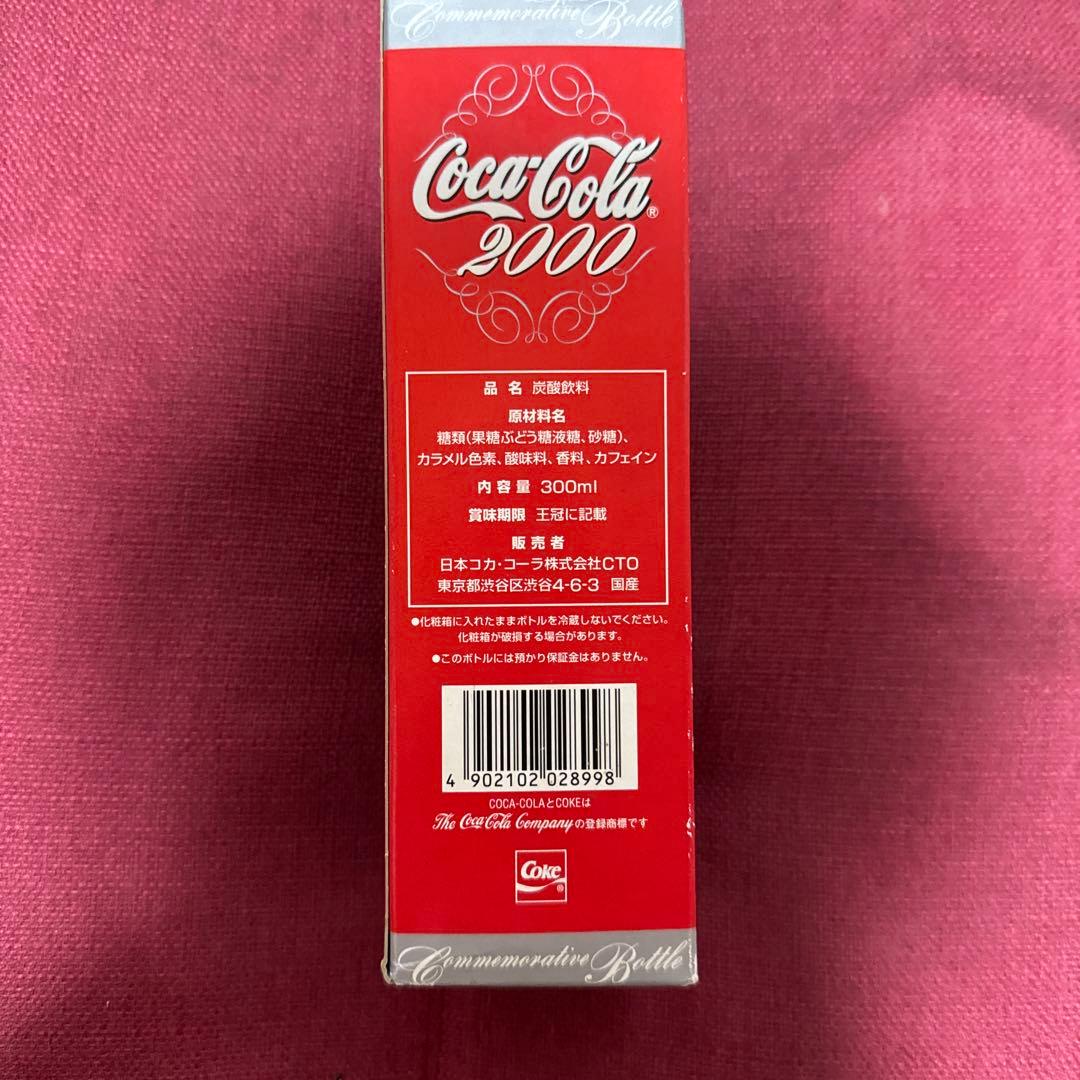 Commemorative Bottle
Coca-Cola®
2000
品名 炭酸飲料
原材料名
糖類(果糖ぶどう糖液糖、砂糖)、
カラメル色素、酸味料、香料、カフェイン
内容量 300ml
賞味期限 王冠に記載
販売者
日本コカ・コーラ株式会社CTO
東京都渋谷区渋谷4-6-3 国産
●化粧箱に入れたままボトルを冷蔵しないでください。
化粧箱が破損する場合があります。
●このボトルには預かり保証金はありません。
4 902102 028998
COCA-COLAとCOKEは
The Coca-Cola Companyの登録商標です
Coke®
Commemorative Bottle